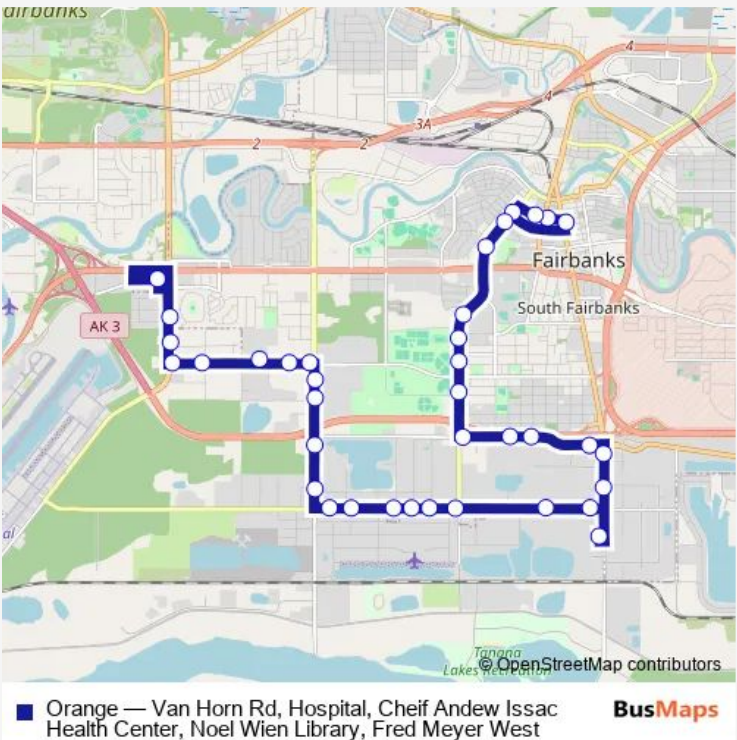 airbanks
4
4
3A
2
2
Fairbanks
South Fairbanks
AK 3
al
Tanana
Lakes Recreation
© OpenStreetMap contributors
Orange — Van Horn Rd, Hospital, Cheif Andew Issac
Health Center, Noel Wien Library, Fred Meyer West
BusMaps